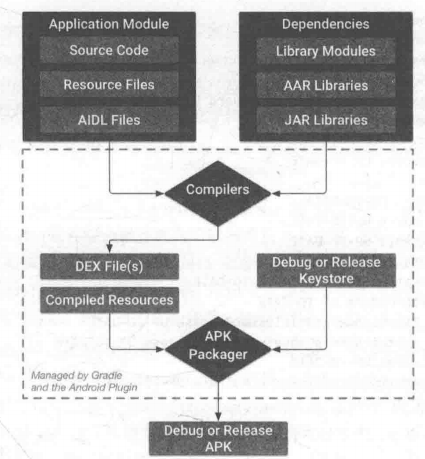 Application Module
Source Code
Resource Files
AIDL Files
Dependencies
Library Modules
AAR Libraries
JAR Libraries
Compilers
DEX File(s)
Compiled Resources
Debug or Release
Keystore
APK
Packager
Managed by Gradle
and the Android Plugin
Debug or Release
APK